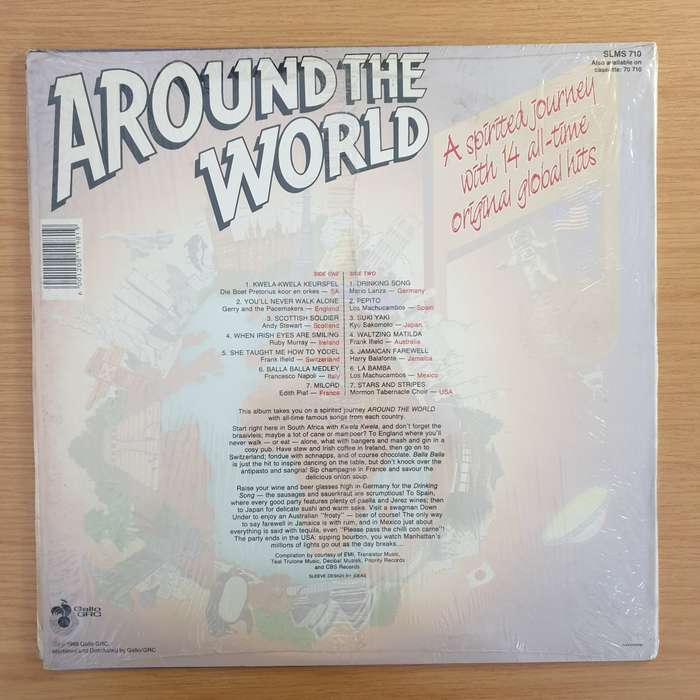 AROUND THE
WORLD
SLMS 710
Also available on
cassette: 70 710
A spirited journey
with 14 all-time
original global hits
SIDE ONE
1. KWELA-KWELA KEURSPEL
Die Boet Pretorius koor en orkes — SA
2. YOU'LL NEVER WALK ALONE
Gerry and the Pacemakers — England
3. SCOTTISH SOLDIER
Andy Stewart — Scotland
4. WHEN IRISH EYES ARE SMILING
Ruby Murray — Ireland
5. SHE TAUGHT ME HOW TO YODEL
Frank Ifield — Switzerland
6. BALLA BALLA MEDLEY
Francesco Napoli — Italy
7. MILORD
Edith Piaf — France
SIDE TWO
1. DRINKING SONG
Mario Lanza — Germany
2. PEPITO
Los Machucambos — Spain
3. SUKI YAKI
Kyu Sakomoto — Japan
4. WALTZING MATILDA
Frank Ifield — Australia
5. JAMAICAN FAREWELL
Harry Balafonte — Jamaica
6. LA BAMBA
Los Machucambos — Mexico
7. STARS AND STRIPES
Mormon Tabernacle Choir — USA
This album takes you on a spirited journey AROUND THE WORLD
with all-time famous songs from each country.
Start right here in South Africa with Kwela Kwela, and don't forget the
braaivleis; maybe a lot of cane or mampoer? To England where you'll
never walk — or eat — alone, what with bangers and mash and gin in a
cosy pub. Have stew and Irish coffee in Ireland, then go on to
Switzerland; fondue with schnapps, and of course chocolate. Balla Balla
is just the hit to inspire dancing on the table, but don't knock over the
antipasto and sangria! Sip champagne in France and savour the
delicious onion soup.
Raise your wine and beer glasses high in Germany for the Drinking
Song — the sausages and sauerkraut are scrumptious! To Spain,
where every good party features plenty of paella and Jerez wines; then
to Japan for delicate sushi and warm sake. Visit a swagman Down
Under to enjoy an Australian "frosty" — beer of course! The only way
to say farewell in Jamaica is with rum, and in Mexico just about
everything is said with tequila, even "Please pass the chilli con carne"!
The party ends in the USA: sipping bourbon, you watch Manhattan's
millions of lights go out as the day breaks....
Compilation by courtesy of EMI, Transistor Music,
Teal Trutone Music, Decibel Musiek, Priority Records
and CBS Records
SLEEVE DESIGN BY IDEAS
Gallo
GRC
1988 Gallo GRC.
Marketed and Distributed by Gallo/GRC